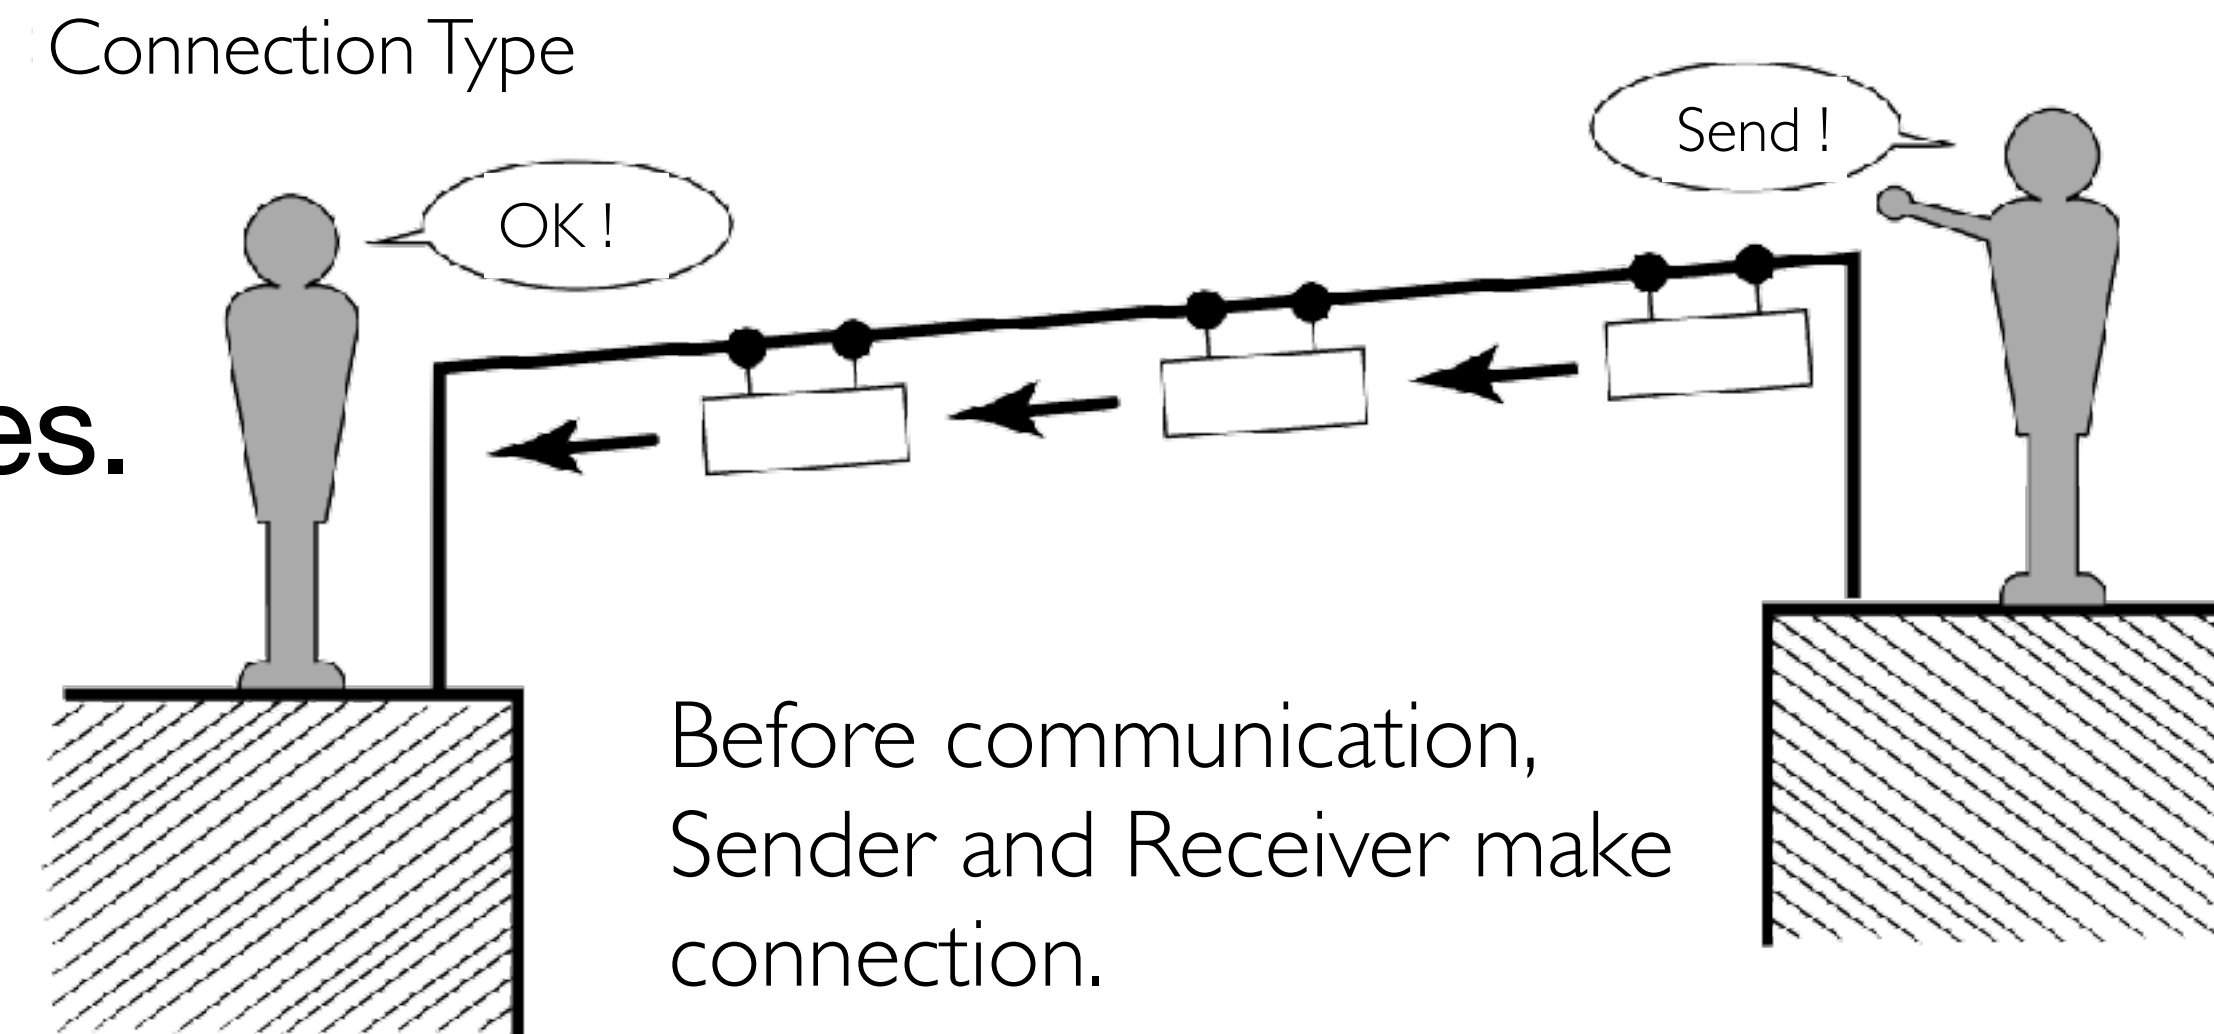 Connection Type
Send !
OK !
es.
Before communication,
Sender and Receiver make
connection.